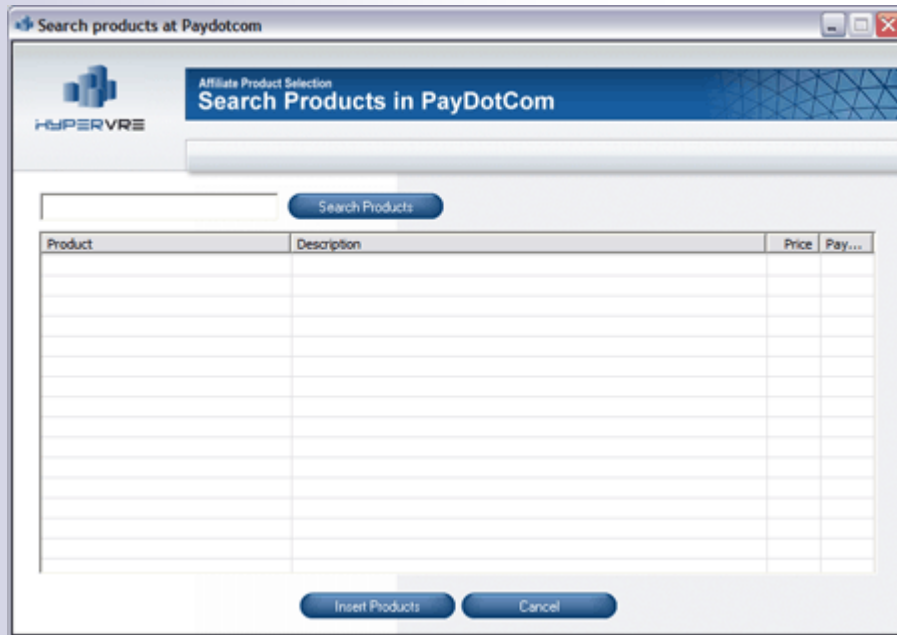 Search products at Paydotcom
Affiliate Product Selection
Search Products in PayDotCom
HYPERVRE
Search Products
Product Description Price Pay...
Insert Products Cancel